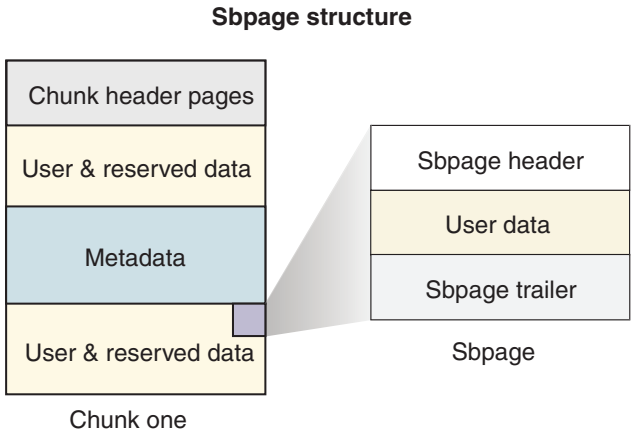 Sbpage structure
Chunk header pages
User & reserved data
Metadata
User & reserved data
Chunk one
Sbpage header
User data
Sbpage trailer
Sbpage